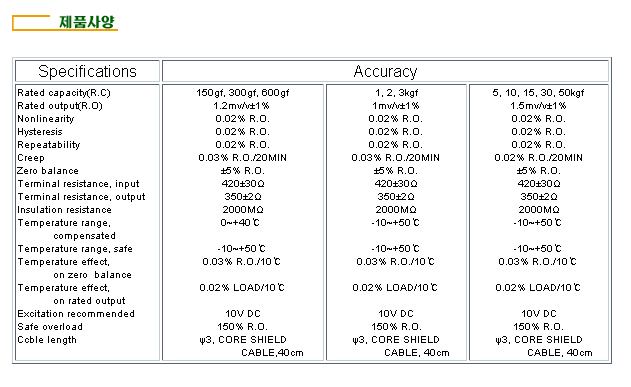 제품사양
Specifications Accuracy
Rated capacity(R.C) 150gf, 300gf, 600gf 1, 2, 3kgf 5, 10, 15, 30, 50kgf
Rated output(R.O) 1.2mv/v±1% 1mv/v±1% 1.5mv/v±1%
Nonlinearity 0.02% R.O. 0.02% R.O. 0.02% R.O.
Hysteresis 0.02% R.O. 0.02% R.O. 0.02% R.O.
Repeatability 0.02% R.O. 0.02% R.O. 0.02% R.O.
Creep 0.03% R.O./20MIN 0.03% R.O./20MIN 0.02% R.O./20MIN
Zero balance ±5% R.O. ±5% R.O. ±5% R.O.
Terminal resistance, input 420±30Ω 420±30Ω 420±30Ω
Terminal resistance, output 350±2Ω 350±2Ω 350±2Ω
Insulation resistance 2000MΩ 2000MΩ 2000MΩ
Temperature range, 0~+40℃ -10~+50℃ -10~+50℃
compensated
Temperature range, safe -10~+50℃ -10~+50℃ -10~+50℃
Temperature effect, 0.03% R.O./10℃ 0.03% R.O./10℃ 0.03% R.O./10℃
on zero balance
Temperature effect, 0.02% LOAD/10℃ 0.02% LOAD/10℃ 0.02% LOAD/10℃
on rated output
Excitation recommended 10V DC 10V DC 10V DC
Safe overload 150% R.O. 150% R.O. 150% R.O.
Ccble length ψ3, CORE SHIELD ψ3, CORE SHIELD ψ3, CORE SHIELD
CABLE,40cm CABLE, 40cm CABLE, 40cm